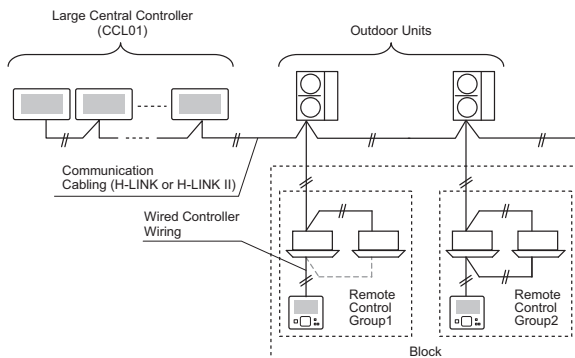 Large Central Controller
(CCL01)
Outdoor Units
Communication
Cabling (H-LINK or H-LINK II)
Wired Controller
Wiring
Remote
Control
Group1
Remote
Control
Group2
Block